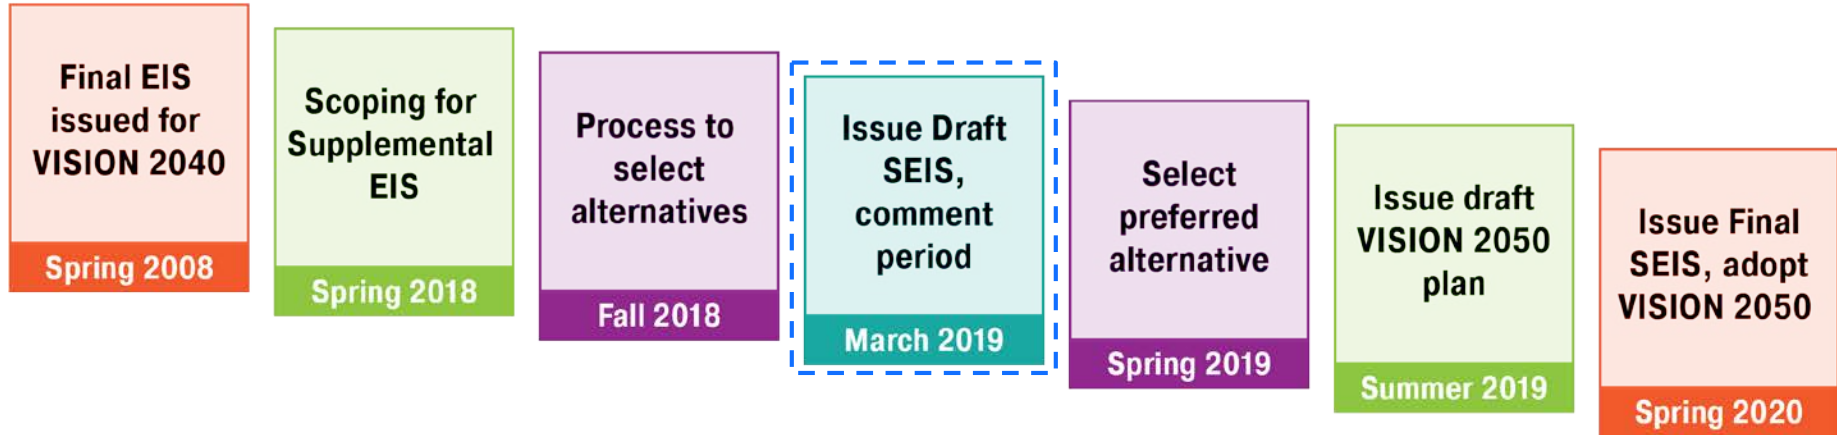 Final EIS
issued for
VISION 2040
Spring 2008
Scoping for
Supplemental
EIS
Spring 2018
Process to
select
alternatives
Fall 2018
Issue Draft
SEIS,
comment
period
March 2019
Select
preferred
alternative
Spring 2019
Issue draft
VISION 2050
plan
Summer 2019
Issue Final
SEIS, adopt
VISION 2050
Spring 2020